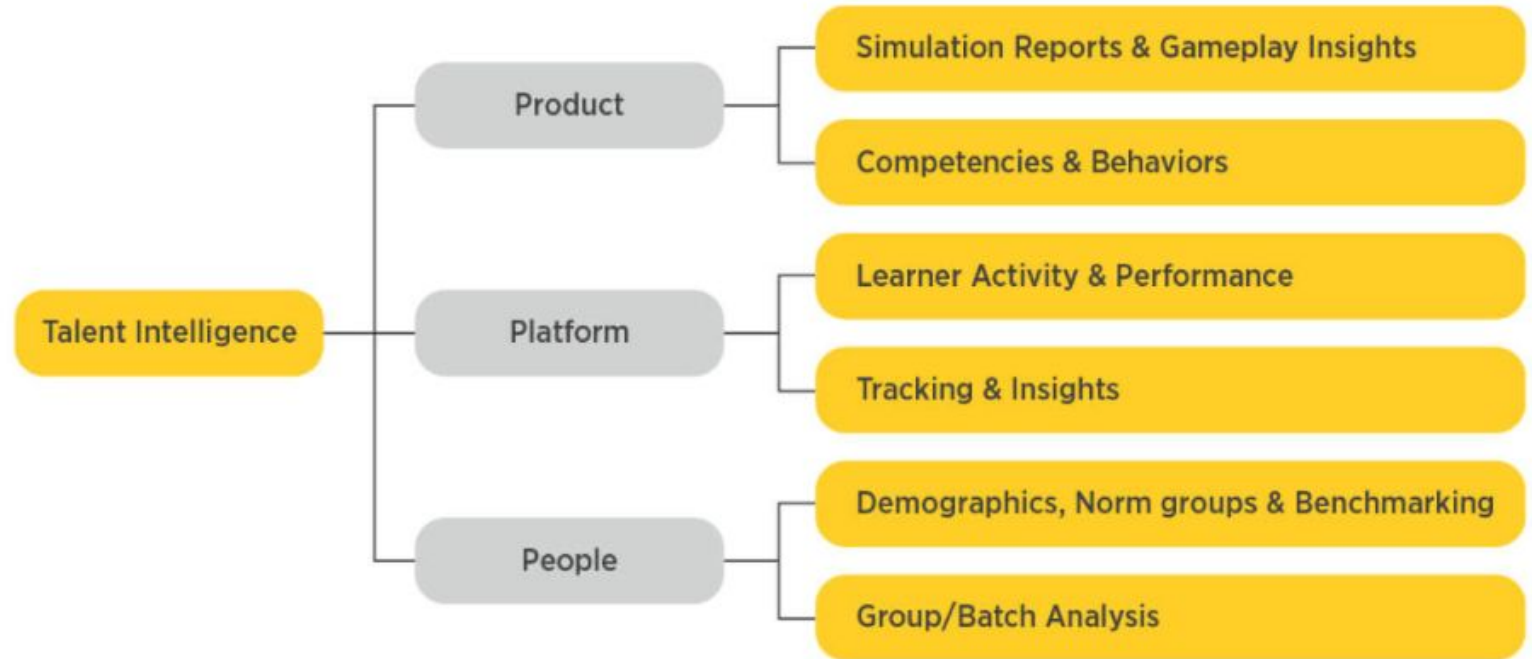 Talent Intelligence
Product
Simulation Reports & Gameplay Insights
Competencies & Behaviors
Platform
Learner Activity & Performance
Tracking & Insights
People
Demographics, Norm groups & Benchmarking
Group/Batch Analysis